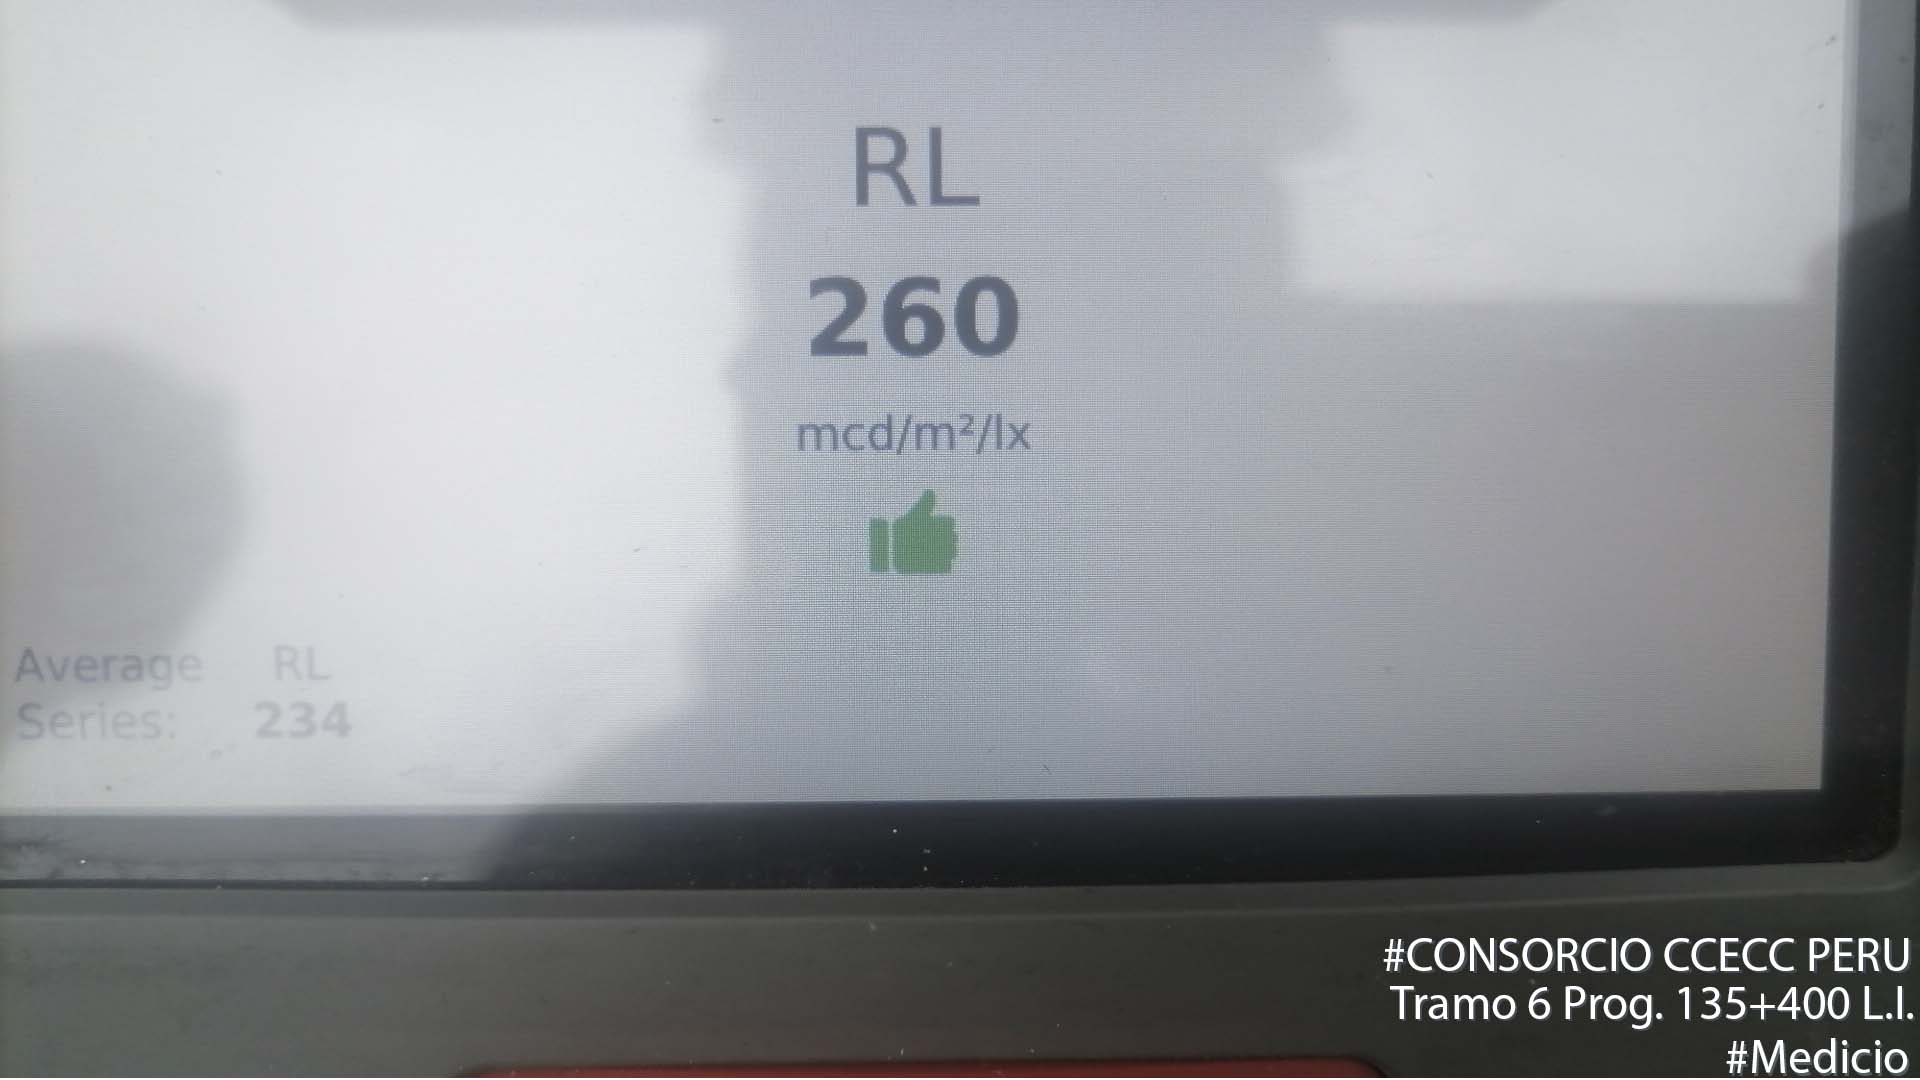 RL
260
mcd/m²/lx
Average RL
Series: 234
#CONSORCIO CCECC PERU
Tramo 6 Prog. 135+400 L.I.
#Medicio